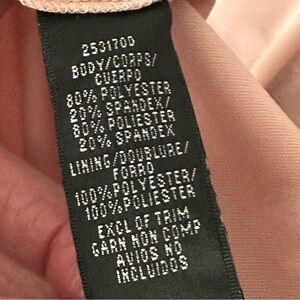 253170D
BODY/CORPS/
CUERPO
80% POLYESTER
20% SPANDEX/
80% POLIESTER
20% SPANDEX
LINING/DOUBLURE/
FORRO
100% POLYESTER/
100% POLIESTER
EXCL OF TRIM
GARN NON COMP
AVIOS NO
INCLUIDOS